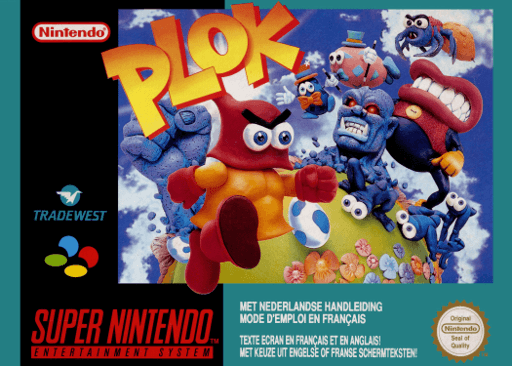 Nintendo
PLOK
TRADEWEST
SUPER NINTENDO
ENTERTAINMENT SYSTEM
MET NEDERLANDSE HANDLEIDING
MODE D'EMPLOI EN FRANÇAIS
TEXTE ECRAN EN FRANÇAIS ET EN ANGLAIS!
MET KEUZE UIT ENGELSE OF FRANSE SCHERMTEKSTEN!
Original
Nintendo
Seal of
Quality